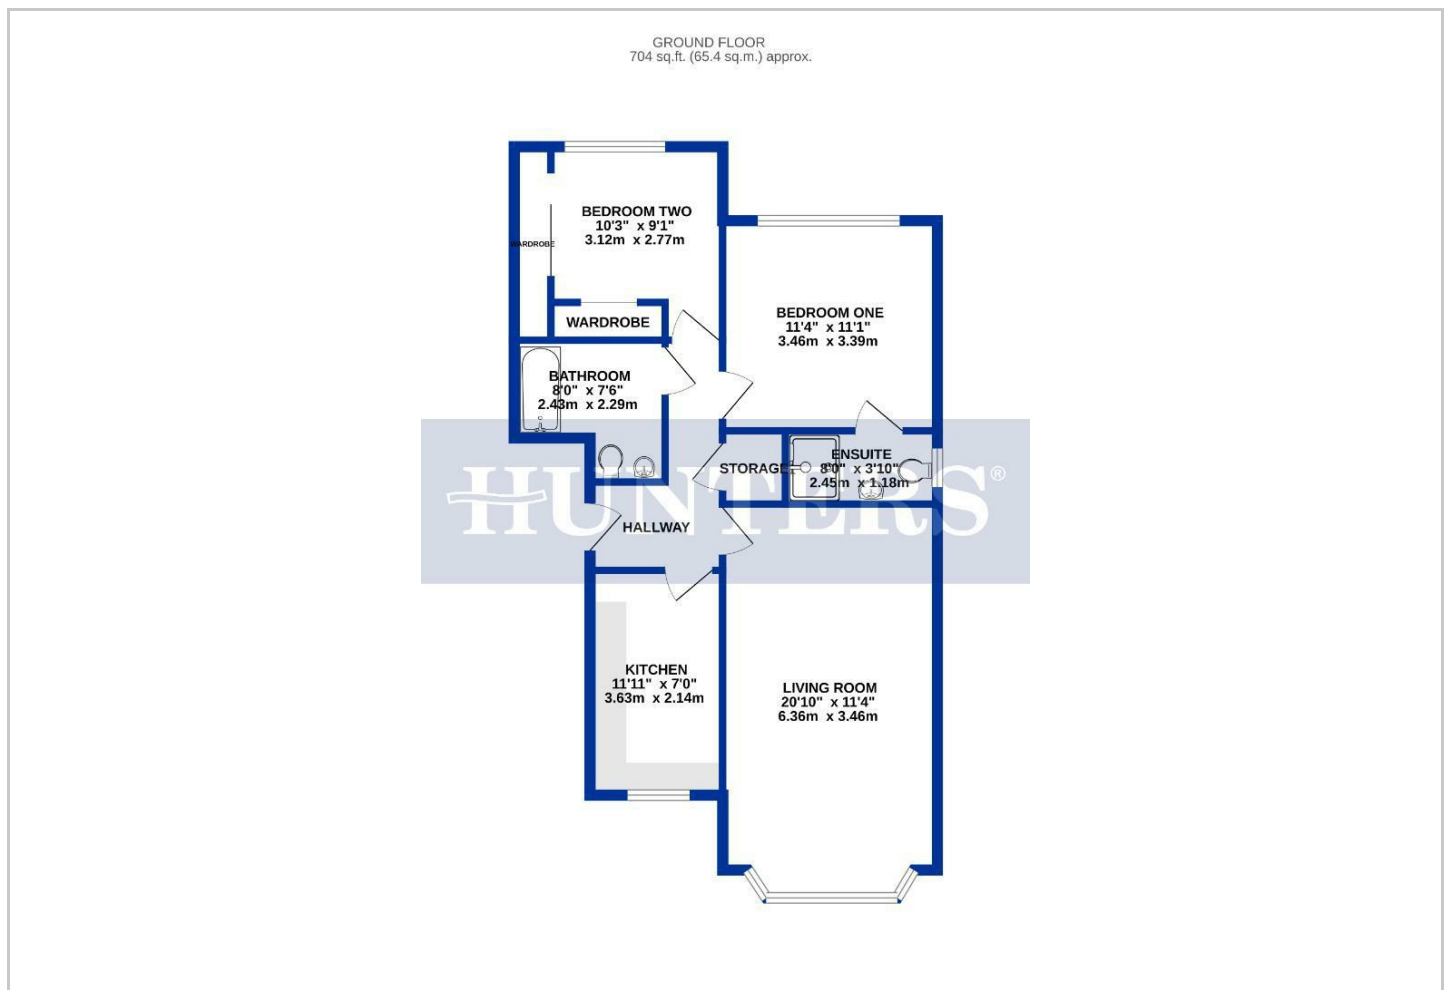 GROUND FLOOR
704 sq.ft. (65.4 sq.m.) approx.
BEDROOM TWO
10'3" x 9'1"
3.12m x 2.77m
WARDROBE
WARDROBE
BEDROOM ONE
11'4" x 11'1"
3.46m x 3.39m
BATHROOM
8'0" x 7'6"
2.43m x 2.29m
STORAGE
ENSUITE
8'0" x 3'10"
2.45m x 1.18m
HUNTERS®
HALLWAY
KITCHEN
11'11" x 7'0"
3.63m x 2.14m
LIVING ROOM
20'10" x 11'4"
6.36m x 3.46m